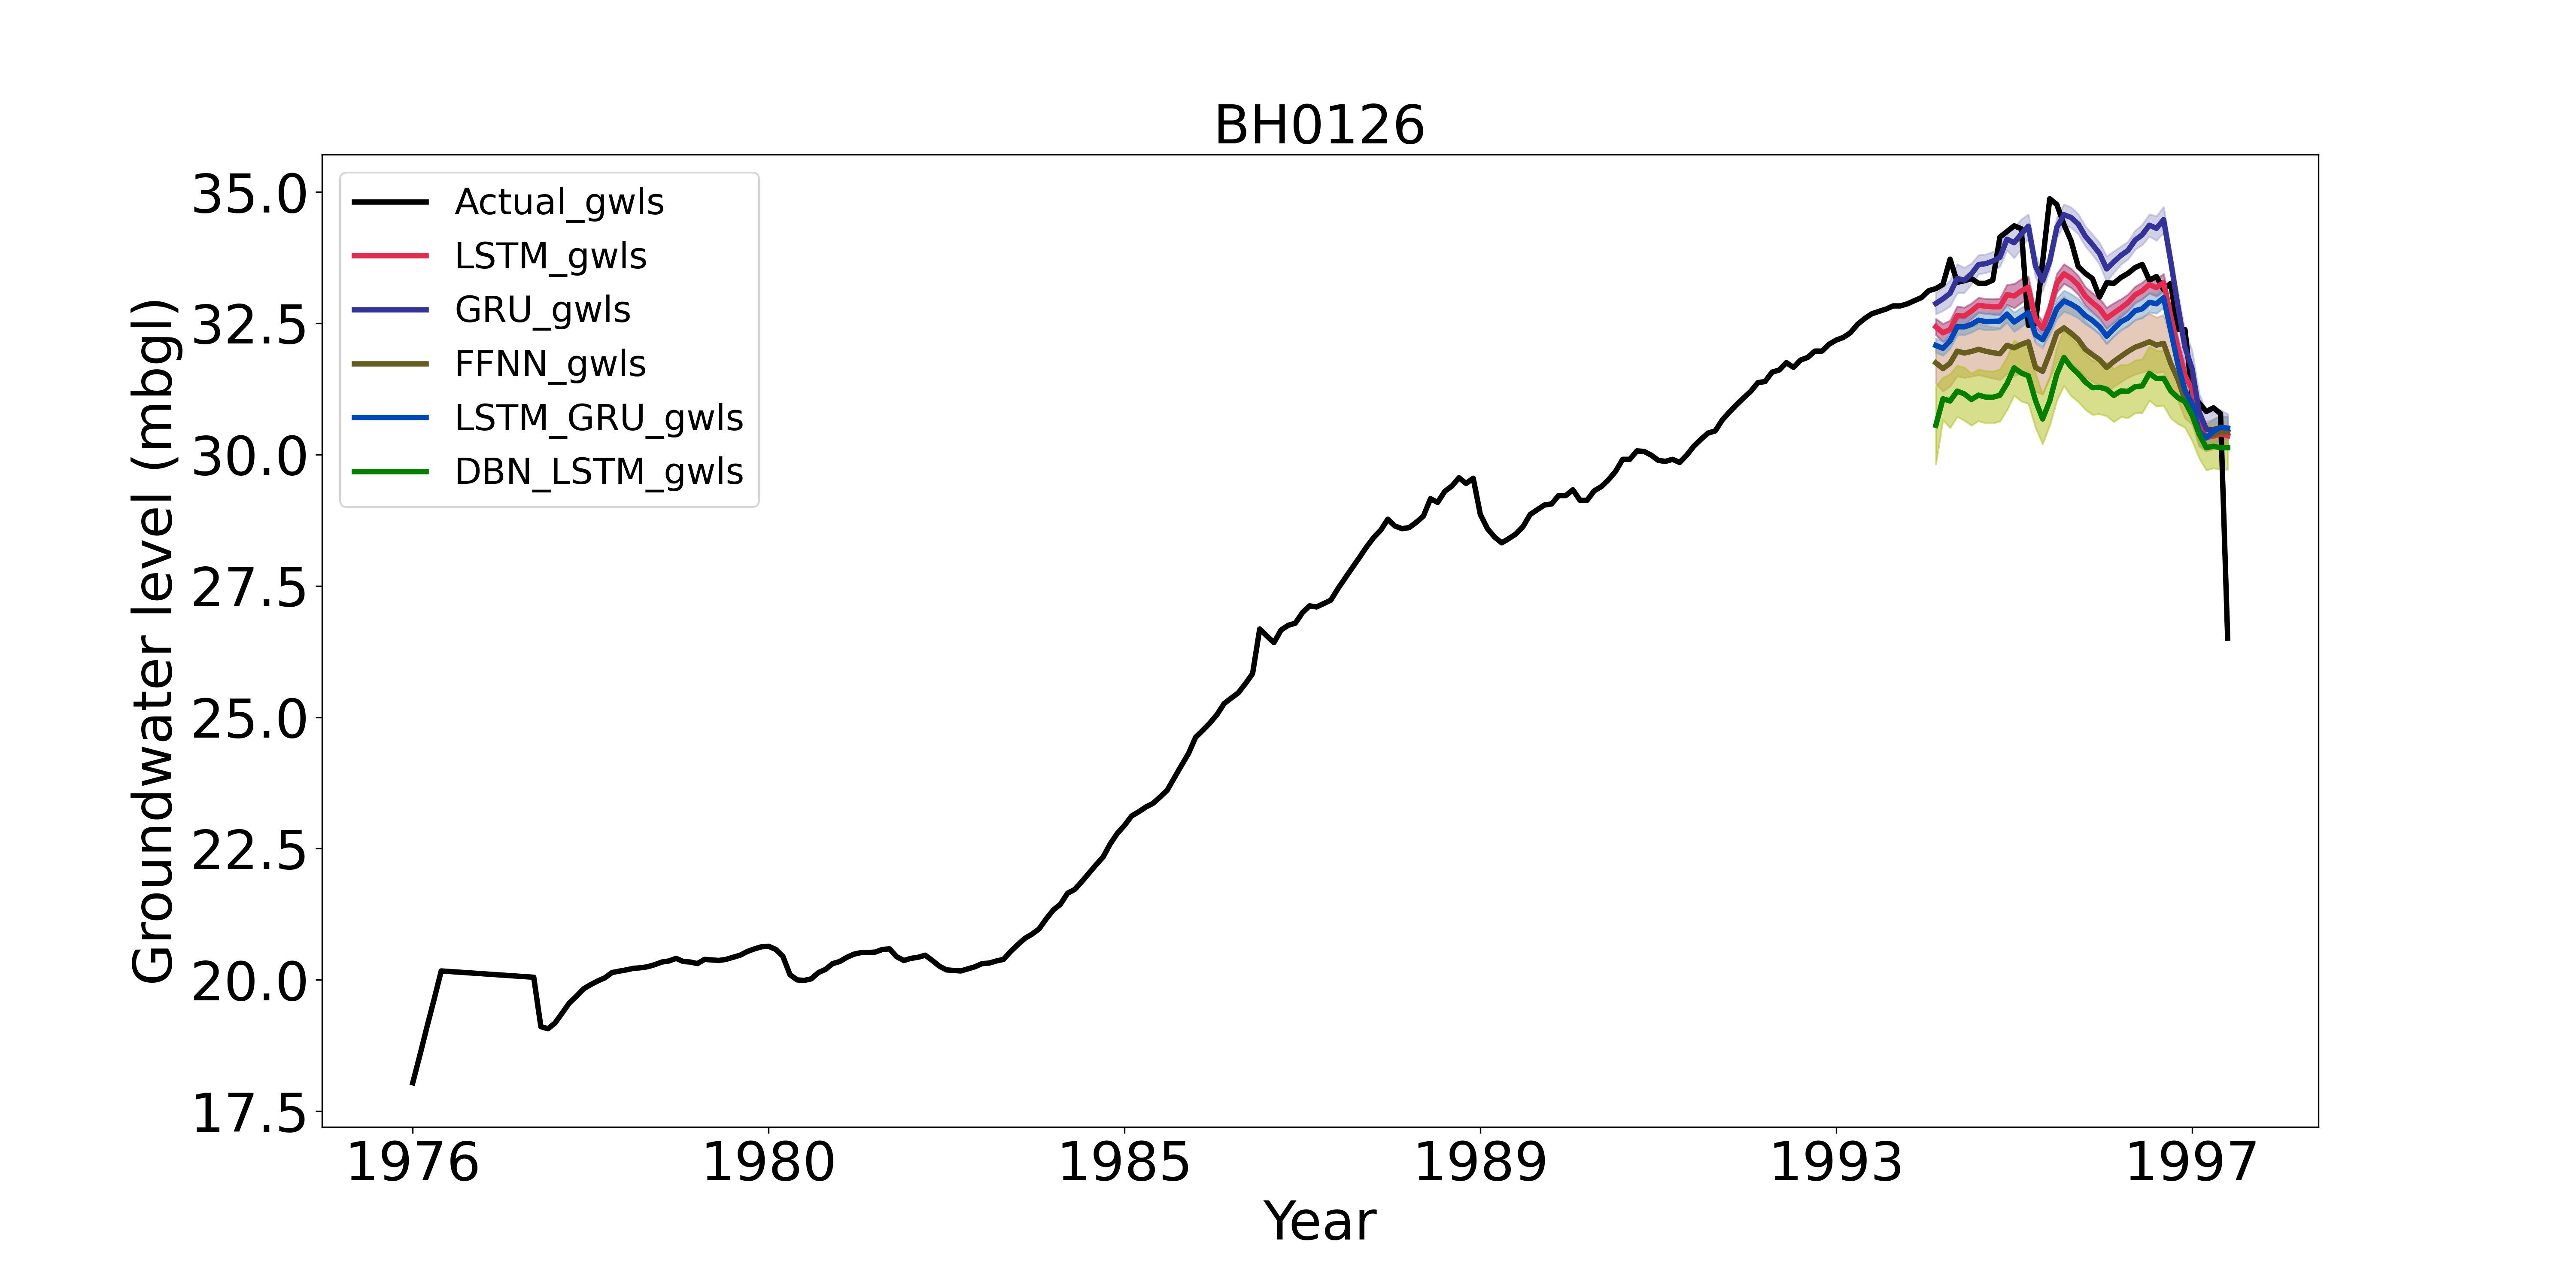 BH0126
Groundwater level (mbgl)
35.0
32.5
30.0
27.5
25.0
22.5
20.0
17.5
Actual_gwls
LSTM_gwls
GRU_gwls
FFNN_gwls
LSTM_GRU_gwls
DBN_LSTM_gwls
1976 1980 1985 1989 1993 1997
Year